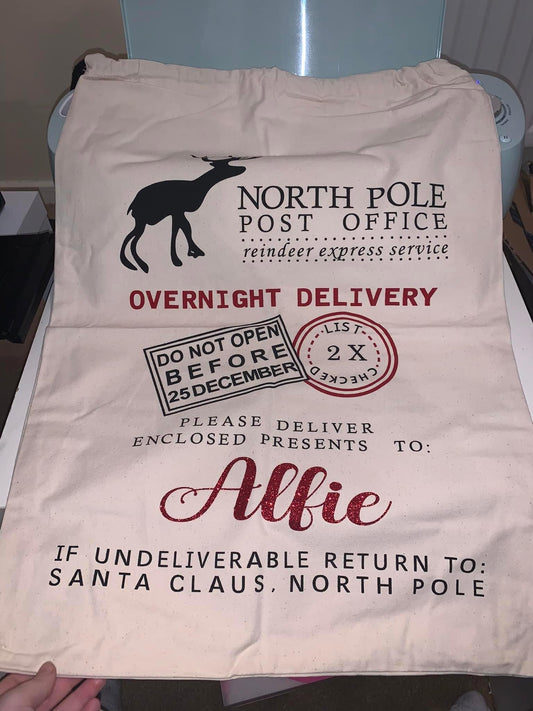 NORTH POLE
POST OFFICE
reindeer express service
OVERNIGHT DELIVERY
DO NOT OPEN
BEFORE
25 DECEMBER
LIST
2 X
CHECKED
PLEASE DELIVER
ENCLOSED PRESENTS TO:
Alfie
IF UNDELIVERABLE RETURN TO:
SANTA CLAUS, NORTH POLE